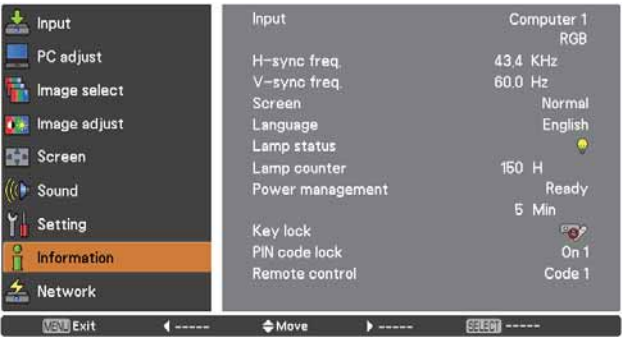 Input
PC adjust
Image select
Image adjust
Screen
Sound
Setting
Information
Network
Input Computer 1
RGB
H-sync freq. 43,4 KHz
V-sync freq. 60.0 Hz
Screen Normal
Language English
Lamp status
Lamp counter 150 H
Power management Ready
5 Min
Key lock
PIN code lock On 1
Remote control Code 1
MENU Exit ----- Move ----- SELECT -----